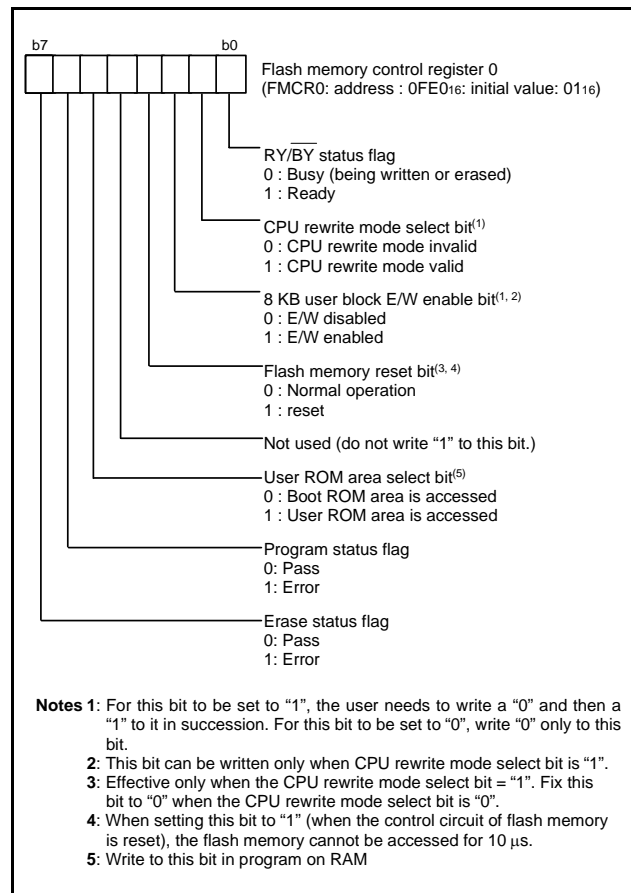 b7 b0
Flash memory control register 0
(FMCR0: address : 0FE016: initial value: 0116)
RY/BY status flag
0 : Busy (being written or erased)
1 : Ready
CPU rewrite mode select bit(1)
0 : CPU rewrite mode invalid
1 : CPU rewrite mode valid
8 KB user block E/W enable bit(1, 2)
0 : E/W disabled
1 : E/W enabled
Flash memory reset bit(3, 4)
0 : Normal operation
1 : reset
Not used (do not write “1” to this bit.)
User ROM area select bit(5)
0 : Boot ROM area is accessed
1 : User ROM area is accessed
Program status flag
0: Pass
1: Error
Erase status flag
0: Pass
1: Error
Notes 1: For this bit to be set to “1”, the user needs to write a “0” and then a
“1” to it in succession. For this bit to be set to “0”, write “0” only to this
bit.
2: This bit can be written only when CPU rewrite mode select bit is “1”.
3: Effective only when the CPU rewrite mode select bit = “1”. Fix this
bit to “0” when the CPU rewrite mode select bit is “0”.
4: When setting this bit to “1” (when the control circuit of flash memory
is reset), the flash memory cannot be accessed for 10 μs.
5: Write to this bit in program on RAM